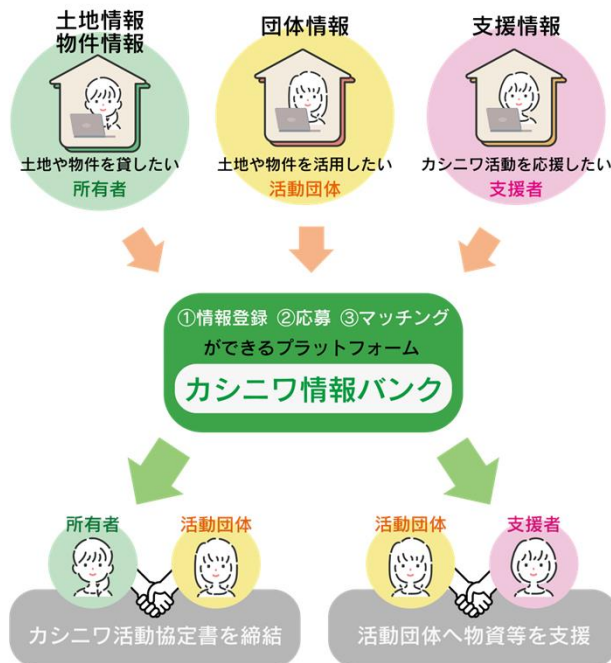 土地情報
物件情報
団体情報
支援情報
土地や物件を貸したい
所有者
土地や物件を活用したい
活動団体
カシニワ活動を応援したい
支援者
①情報登録 ②応募 ③マッチング
ができるプラットフォーム
カシニワ情報バンク
所有者
活動団体
カシニワ活動協定書を締結
活動団体
支援者
活動団体へ物資等を支援